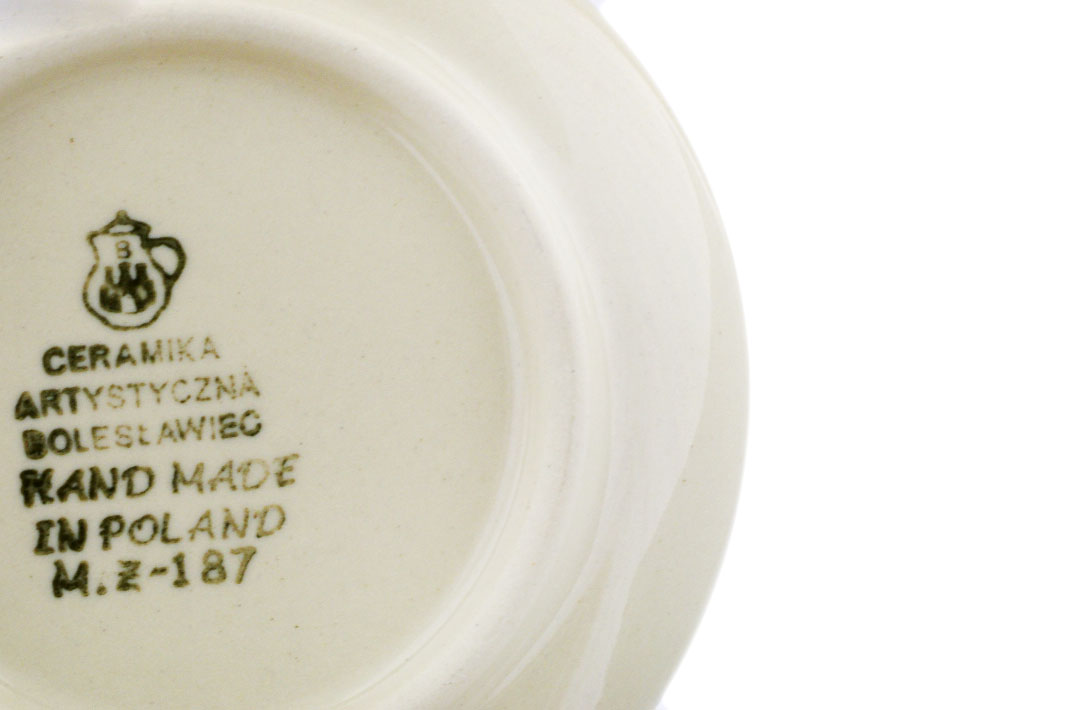 B
CERAMIKA
ARTYSTYCZNA
BOLESŁAWIEC
HAND MADE
IN POLAND
M.Z-187